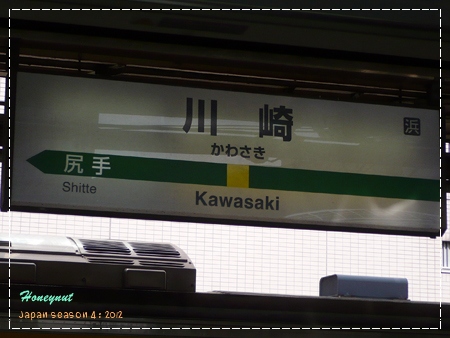 川崎
浜
かわさき
尻手
Shitte
Kawasaki
Honeynut
Japan season 4 : 2012